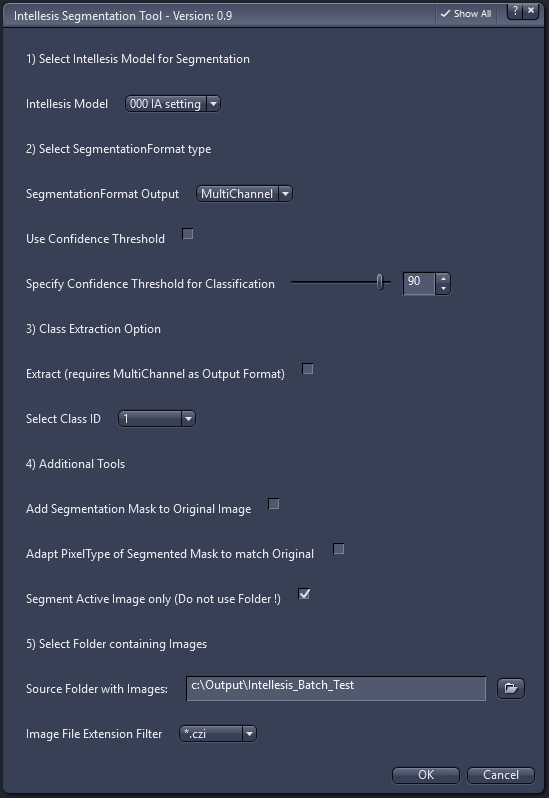 Intellesis Segmentation Tool - Version: 0.9
Show All
?
1) Select Intellesis Model for Segmentation
Intellesis Model 000 IA setting
2) Select SegmentationFormat type
SegmentationFormat Output MultiChannel
Use Confidence Threshold
Specify Confidence Threshold for Classification 90
3) Class Extraction Option
Extract (requires MultiChannel as Output Format)
Select Class ID 1
4) Additional Tools
Add Segmentation Mask to Original Image
Adapt PixelType of Segmented Mask to match Original
Segment Active Image only (Do not use Folder !)
5) Select Folder containing Images
Source Folder with Images: c:\Output\Intellesis_Batch_Test
Image File Extension Filter *.czi
OK Cancel